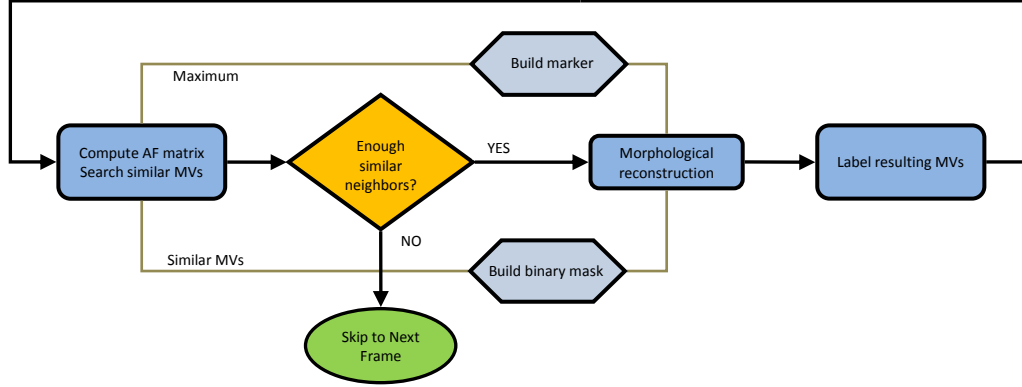 Build marker
Maximum
Compute AF matrix
Search similar MVs
Enough
similar
neighbors?
YES
Morphological
reconstruction
Label resulting MVs
NO
Similar MVs
Build binary mask
Skip to Next
Frame